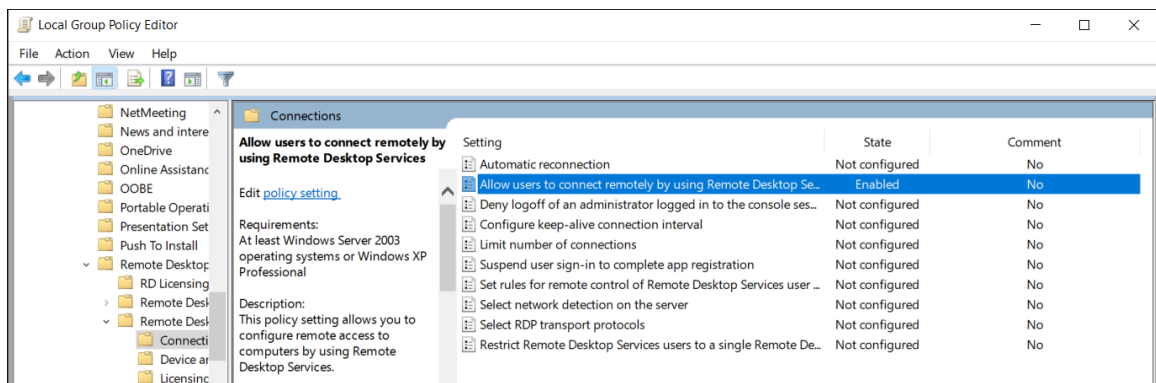 Local Group Policy Editor
File Action View Help
NetMeeting
News and intere
OneDrive
Online Assistanc
OOBE
Portable Operati
Presentation Set
Push To Install
Remote Desktop
RD Licensing
Remote Desk
Remote Desk
Connecti
Device ar
Licensinc
Connections
Allow users to connect remotely by
using Remote Desktop Services
Edit policy setting
Requirements:
At least Windows Server 2003
operating systems or Windows XP
Professional
Description:
This policy setting allows you to
configure remote access to
computers by using Remote
Desktop Services.
Setting State Comment
Automatic reconnection Not configured No
Allow users to connect remotely by using Remote Desktop Se... Enabled No
Deny logoff of an administrator logged in to the console ses... Not configured No
Configure keep-alive connection interval Not configured No
Limit number of connections Not configured No
Suspend user sign-in to complete app registration Not configured No
Set rules for remote control of Remote Desktop Services user ... Not configured No
Select network detection on the server Not configured No
Select RDP transport protocols Not configured No
Restrict Remote Desktop Services users to a single Remote De... Not configured No